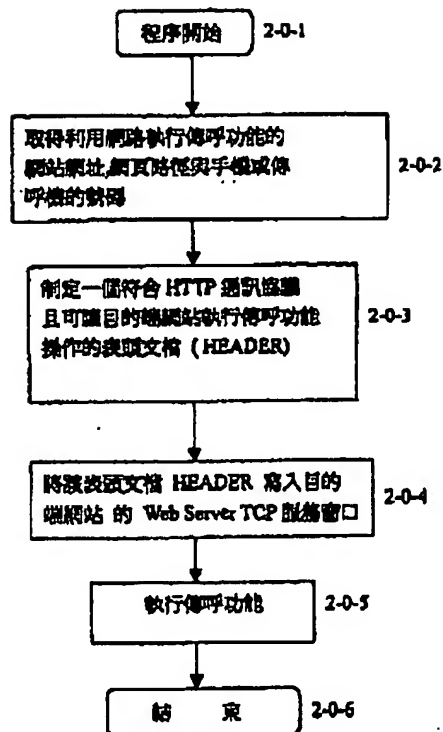 程序開始
2-0-1
取得利用網路執行傳呼功能的
網站網址,網頁路徑與手機或傳
呼機的號碼
2-0-2
制定一個符合 HTTP 通訊協議
且可讓目的端網站執行傳呼功能
操作的表頭文檔 ( HEADER)
2-0-3
將該表頭文檔 HEADER 寫入目的
端網站 的 Web Server TCP 服務窗口
2-0-4
執行傳呼功能
2-0-5
結 束
2-0-6